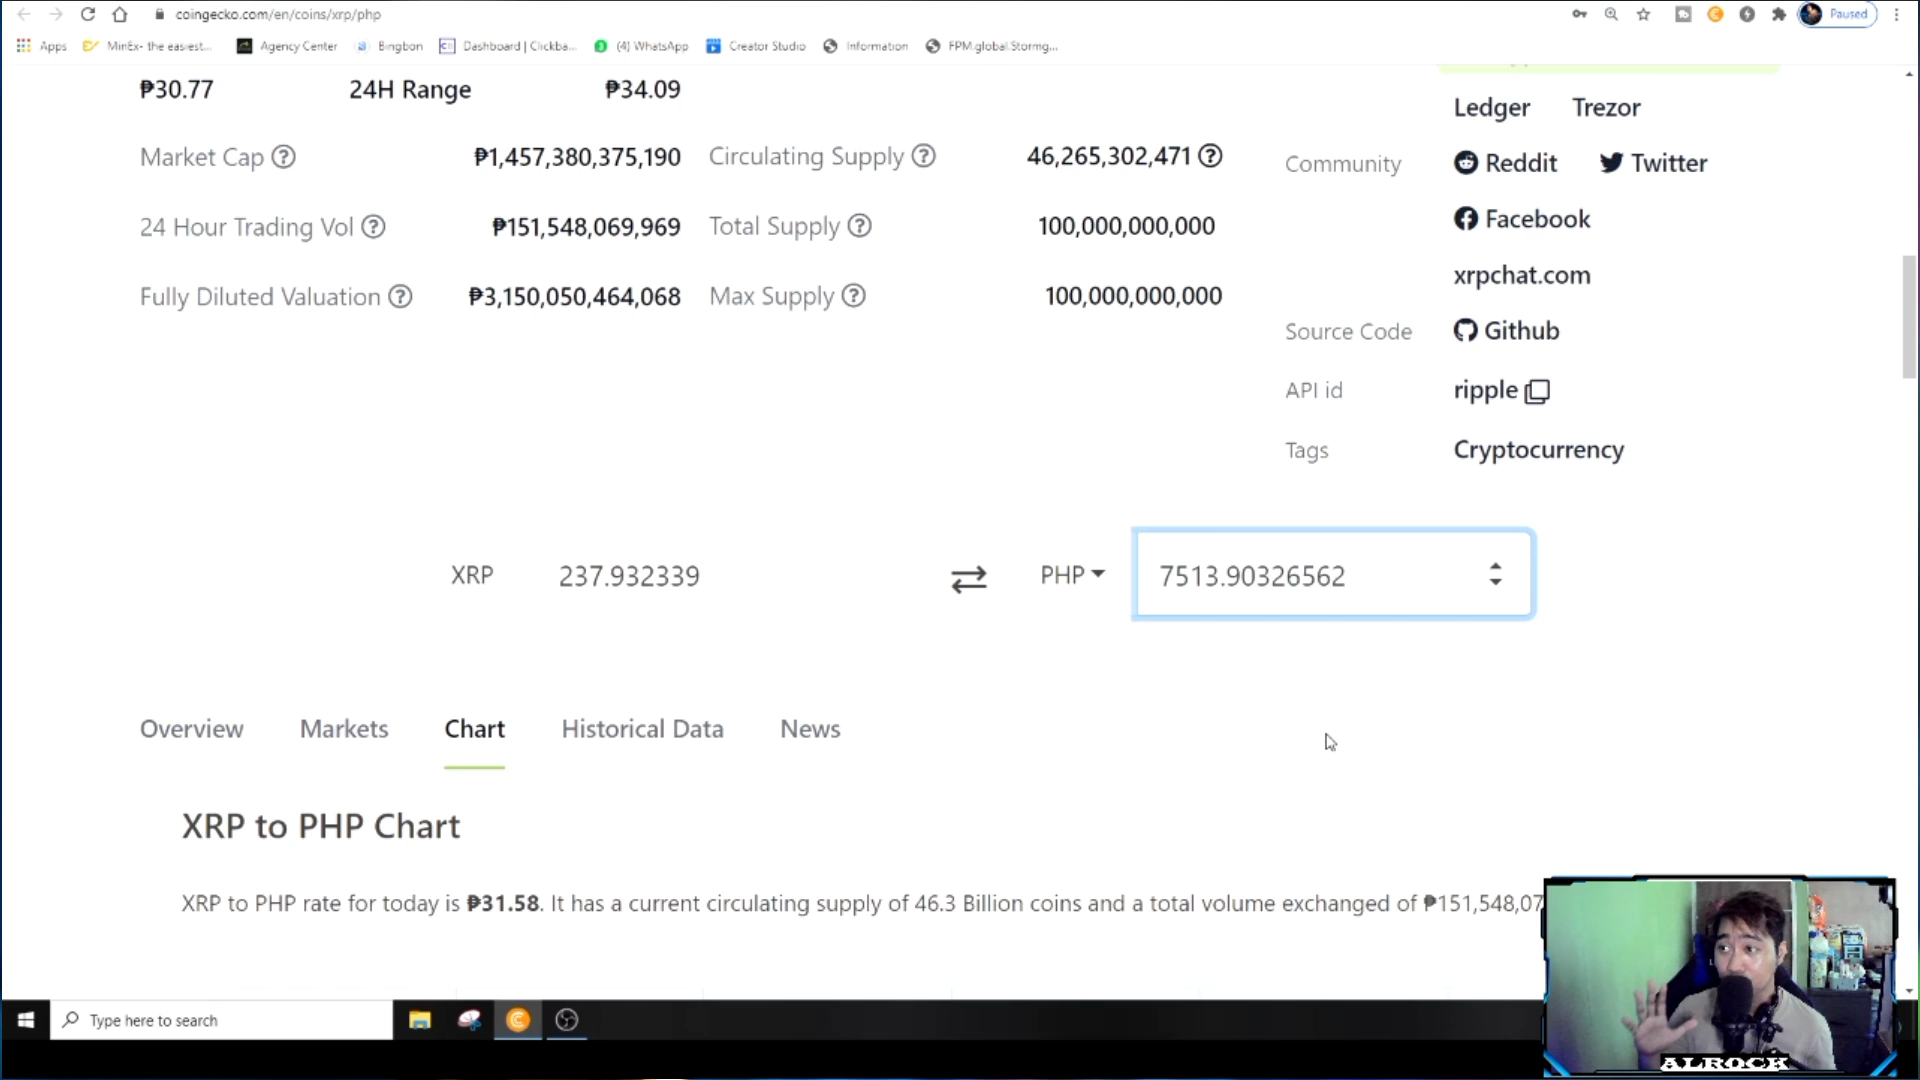 coingecko.com/en/coins/xrp/php
Paused
Apps
MinEx- the easiest...
Agency Center
Bingbon
Dashboard | Clickba...
(4) WhatsApp
Creator Studio
Information
FPM.global.Stormg...
₱30.77
24H Range
₱34.09
Ledger
Trezor
Market Cap
₱1,457,380,375,190
Circulating Supply
46,265,302,471
Community
Reddit
Twitter
24 Hour Trading Vol
₱151,548,069,969
Total Supply
100,000,000,000
Facebook
xrpchat.com
Fully Diluted Valuation
₱3,150,050,464,068
Max Supply
100,000,000,000
Source Code
Github
API id
ripple
Tags
Cryptocurrency
XRP
237.932339
PHP
7513.90326562
Overview
Markets
Chart
Historical Data
News
XRP to PHP Chart
XRP to PHP rate for today is ₱31.58. It has a current circulating supply of 46.3 Billion coins and a total volume exchanged of ₱151,548,07
Type here to search
ALROCK